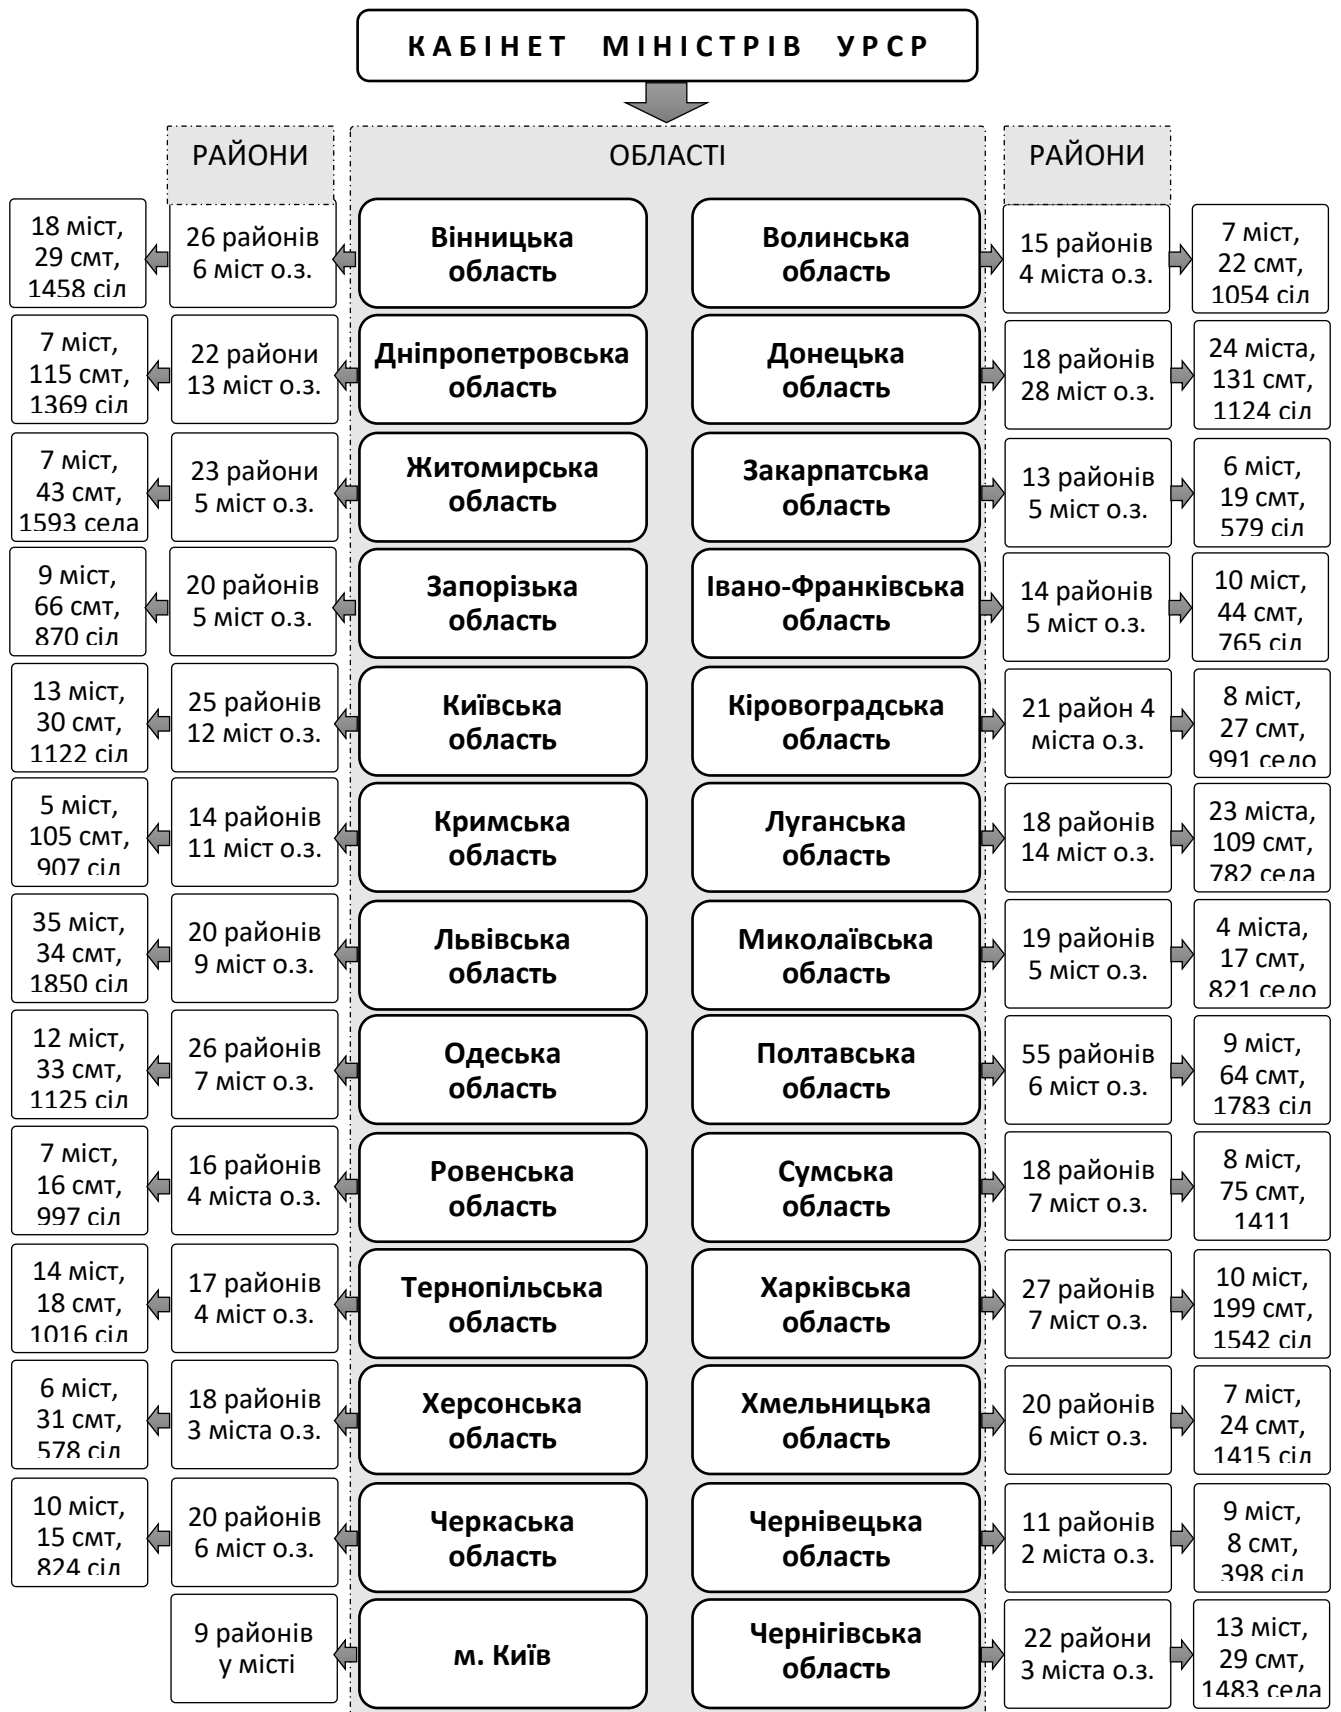 КАБІНЕТ МІНІСТРІВ УРСР
РАЙОНИ
ОБЛАСТІ
РАЙОНИ
18 міст,
29 смт,
1458 сіл
26 районів
6 міст о.з.
Вінницька
область
Волинська
область
15 районів
4 міста о.з.
7 міст,
22 смт,
1054 сіл
7 міст,
115 смт,
1369 сіл
22 райони
13 міст о.з.
Дніпропетровська
область
Донецька
область
18 районів
28 міст о.з.
24 міста,
131 смт,
1124 сіл
7 міст,
43 смт,
1593 села
23 райони
5 міст о.з.
Житомирська
область
Закарпатська
область
13 районів
5 міст о.з.
6 міст,
19 смт,
579 сіл
9 міст,
66 смт,
870 сіл
20 районів
5 міст о.з.
Запорізька
область
Івано-Франківська
область
14 районів
5 міст о.з.
10 міст,
44 смт,
765 сіл
13 міст,
30 смт,
1122 сіл
25 районів
12 міст о.з.
Київська
область
Кіровоградська
область
21 район 4
міста о.з.
8 міст,
27 смт,
991 село
5 міст,
105 смт,
907 сіл
14 районів
11 міст о.з.
Кримська
область
Луганська
область
18 районів
14 міст о.з.
23 міста,
109 смт,
782 села
35 міст,
34 смт,
1850 сіл
20 районів
9 міст о.з.
Львівська
область
Миколаївська
область
19 районів
5 міст о.з.
4 міста,
17 смт,
821 село
12 міст,
33 смт,
1125 сіл
26 районів
7 міст о.з.
Одеська
область
Полтавська
область
55 районів
6 міст о.з.
9 міст,
64 смт,
1783 сіл
7 міст,
16 смт,
997 сіл
16 районів
4 міста о.з.
Ровенська
область
Сумська
область
18 районів
7 міст о.з.
8 міст,
75 смт,
1411
14 міст,
18 смт,
1016 сіл
17 районів
4 міст о.з.
Тернопільська
область
Харківська
область
27 районів
7 міст о.з.
10 міст,
199 смт,
1542 сіл
6 міст,
31 смт,
578 сіл
18 районів
3 міста о.з.
Херсонська
область
Хмельницька
область
20 районів
6 міст о.з.
7 міст,
24 смт,
1415 сіл
10 міст,
15 смт,
824 сіл
20 районів
6 міст о.з.
Черкаська
область
Чернівецька
область
11 районів
2 міста о.з.
9 міст,
8 смт,
398 сіл
9 районів
у місті
м. Київ
Чернігівська
область
22 райони
3 міста о.з.
13 міст,
29 смт,
1483 села